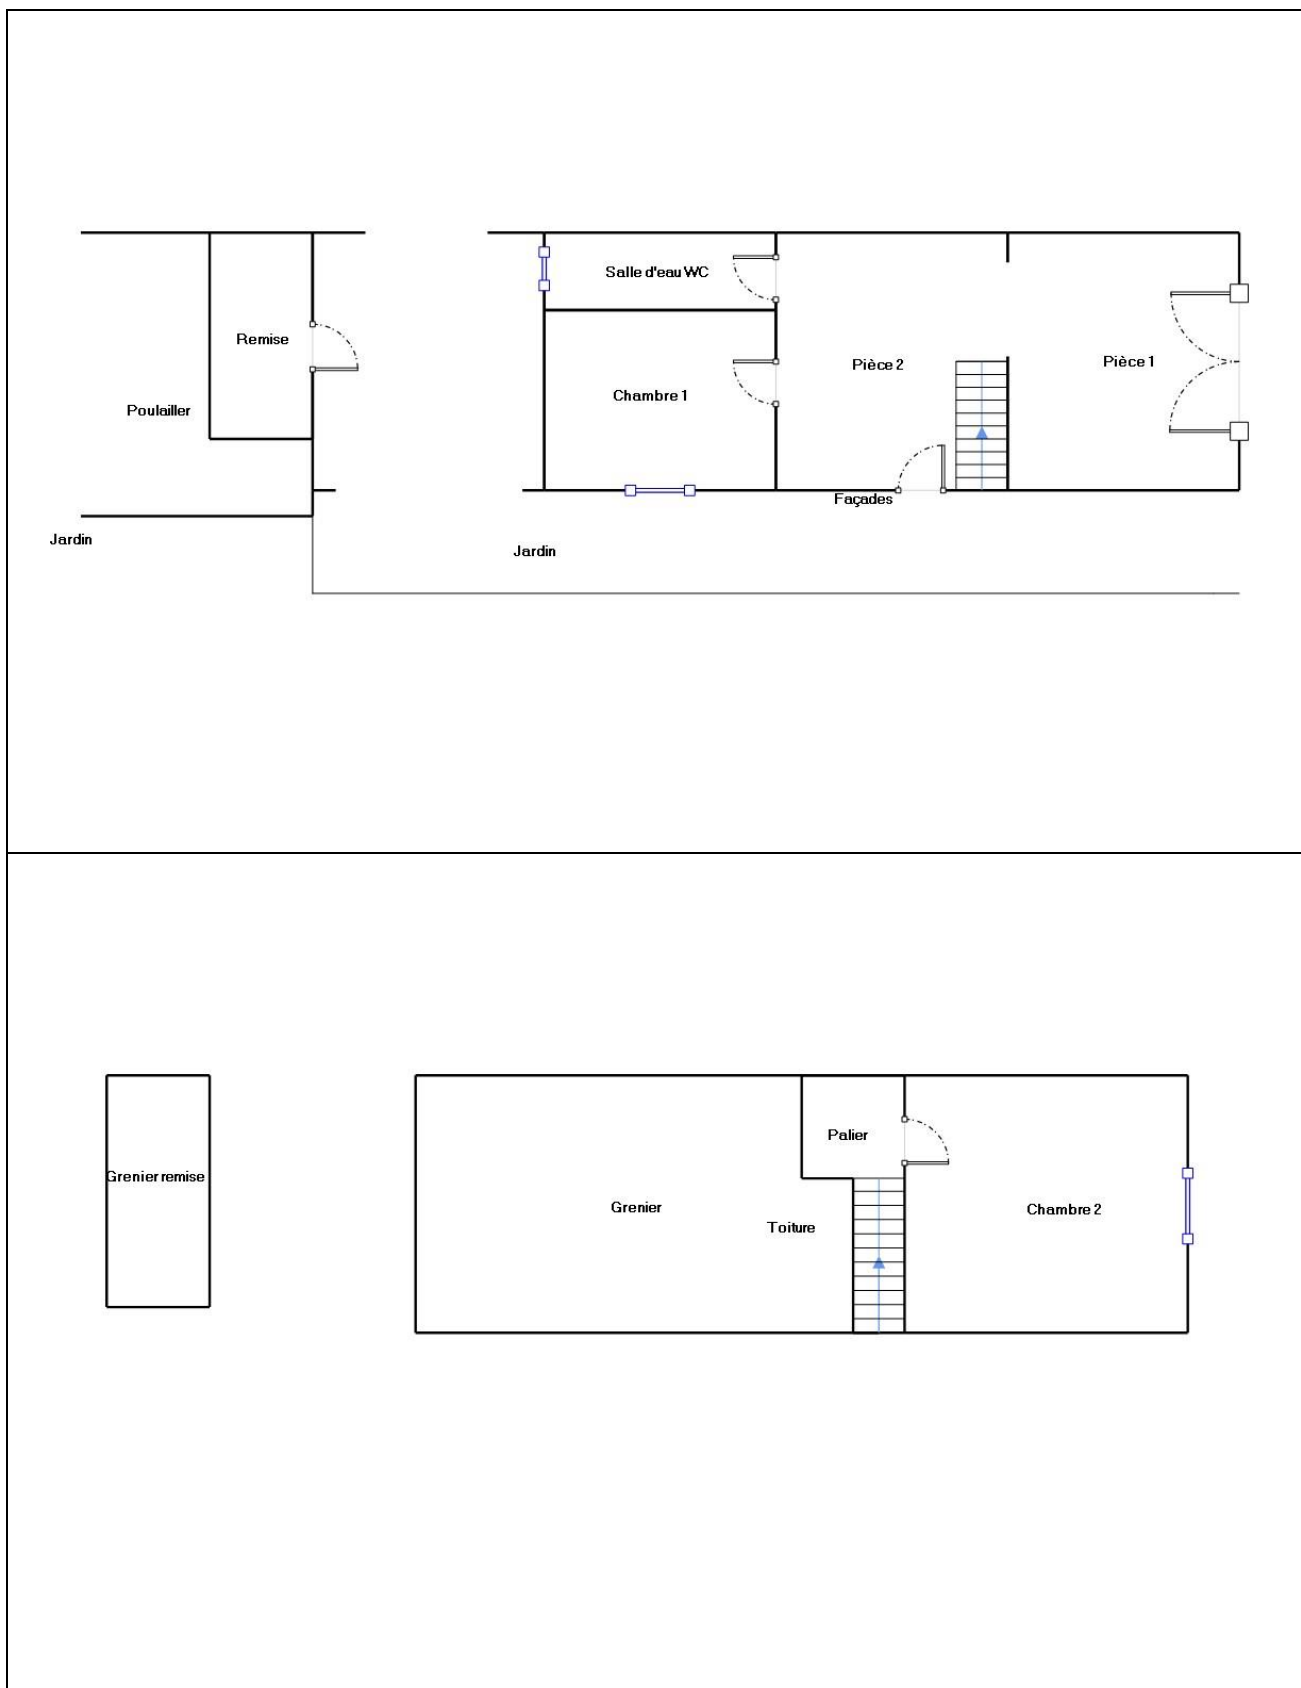 Salle d'eau WC
Remise
Pièce 2
Pièce 1
Chambre 1
Poulailler
Façades
Jardin
Jardin
Palier
Grenier remise
Grenier
Chambre 2
Toiture